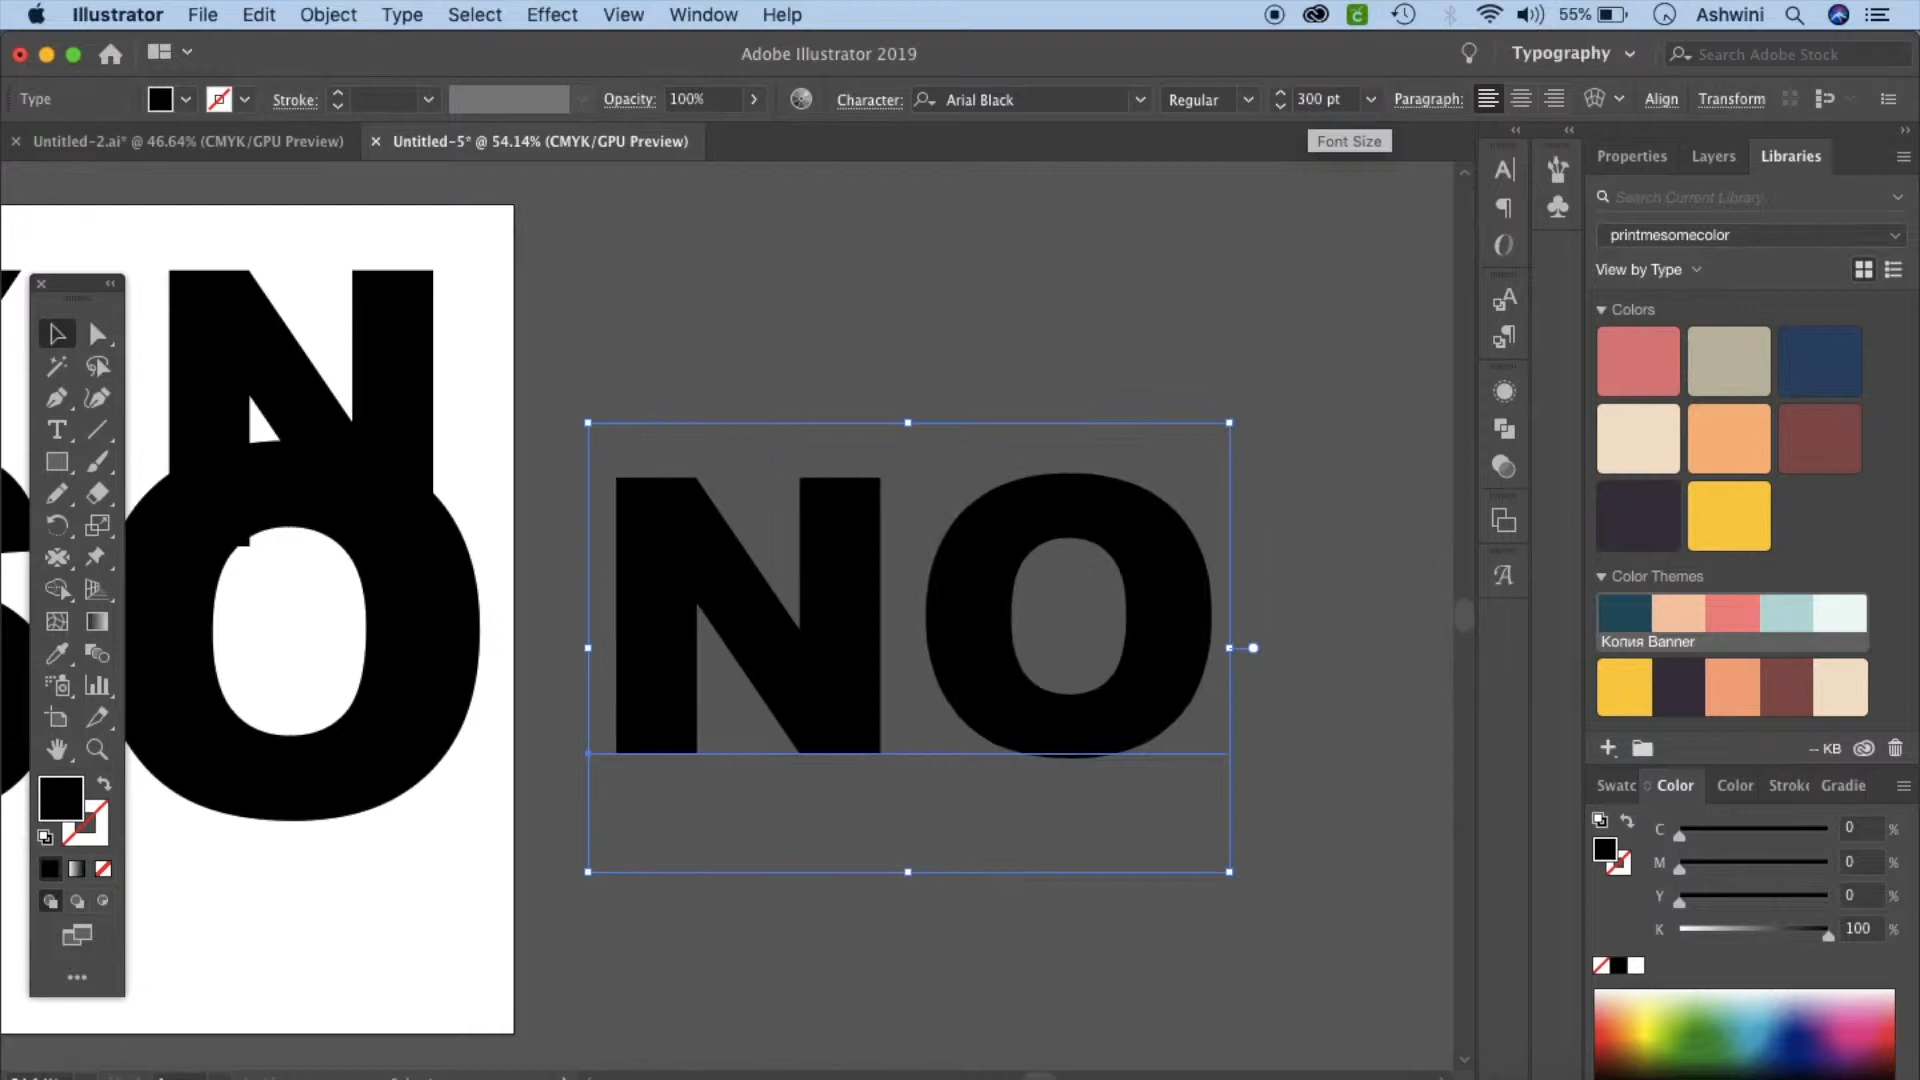 Illustrator File Edit Object Type Select Effect View Window Help 55% Ashwini
Adobe Illustrator 2019 Typography Search Adobe Stock
Type Stroke: Opacity: 100% Character: Arial Black Regular 300 pt Paragraph: Align Transform
Untitled-2.ai* @ 46.64% (CMYK/GPU Preview) Untitled-5* @ 54.14% (CMYK/GPU Preview) Font Size
Properties Layers Libraries
Search Current Library
printmesomecolor
View by Type
Colors
N
O
NO
Color Themes
Копия Banner
-- KB
Swatc Color Color Stroke Gradie
C 0 %
M 0 %
Y 0 %
K 100 %